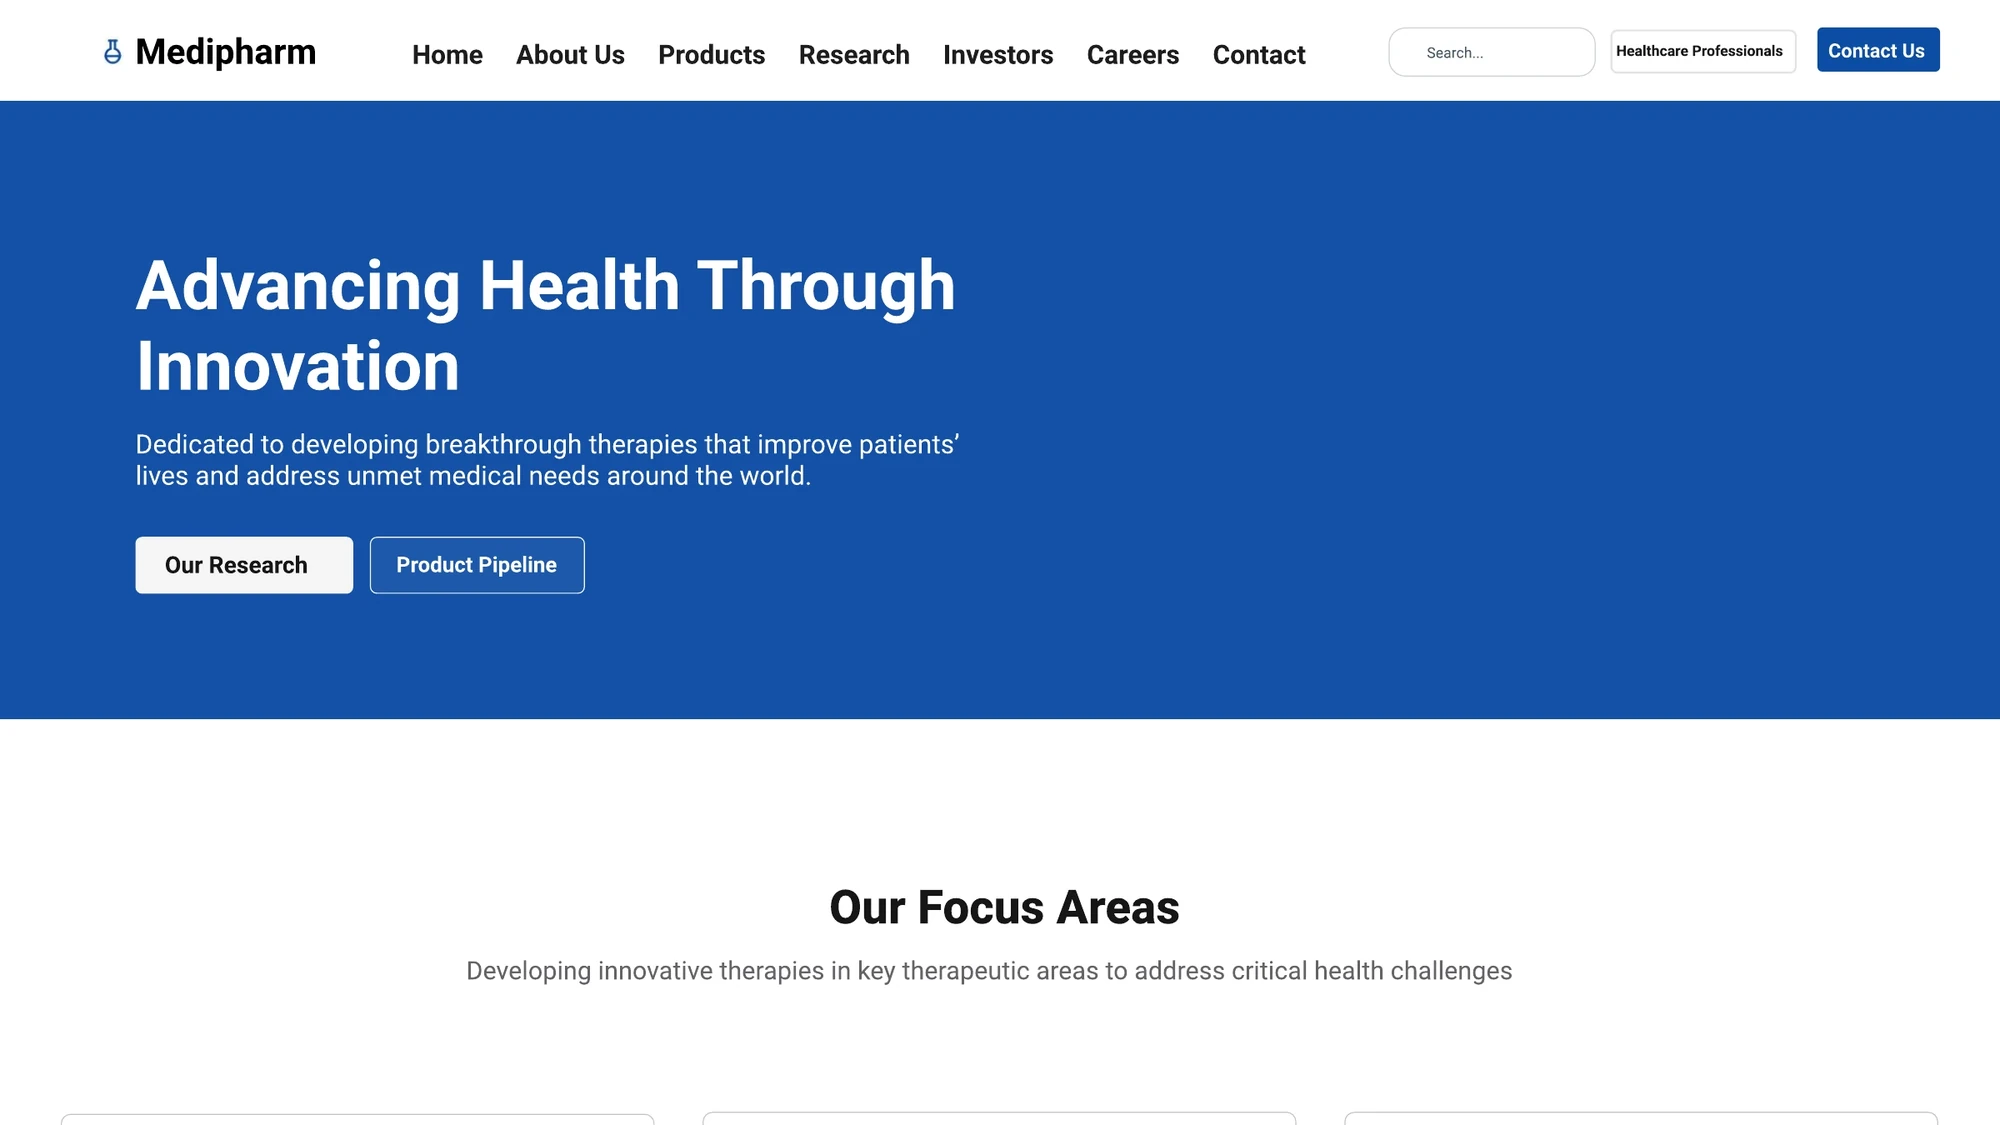 Medipharm
Home About Us Products Research Investors Careers Contact
Search...
Healthcare Professionals
Contact Us
Advancing Health Through
Innovation
Dedicated to developing breakthrough therapies that improve patients’
lives and address unmet medical needs around the world.
Our Research
Product Pipeline
Our Focus Areas
Developing innovative therapies in key therapeutic areas to address critical health challenges